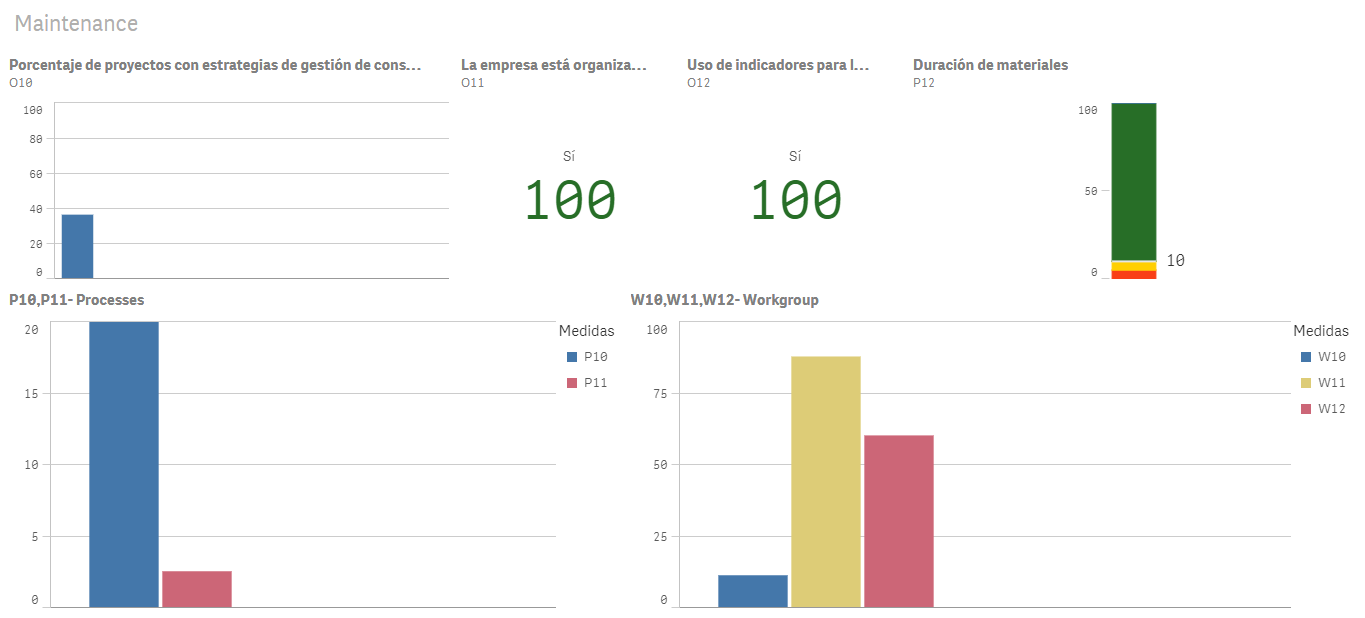 Maintenance
Porcentaje de proyectos con estrategias de gestión de cons...
O10
100
80
60
40
20
0
La empresa está organiza...
O11
Sí
100
Uso de indicadores para l...
O12
Sí
100
Duración de materiales
P12
100
50
0
10
P10,P11- Processes
20
15
10
5
0
Medidas
P10
P11
W10,W11,W12- Workgroup
100
75
50
25
0
Medidas
W10
W11
W12